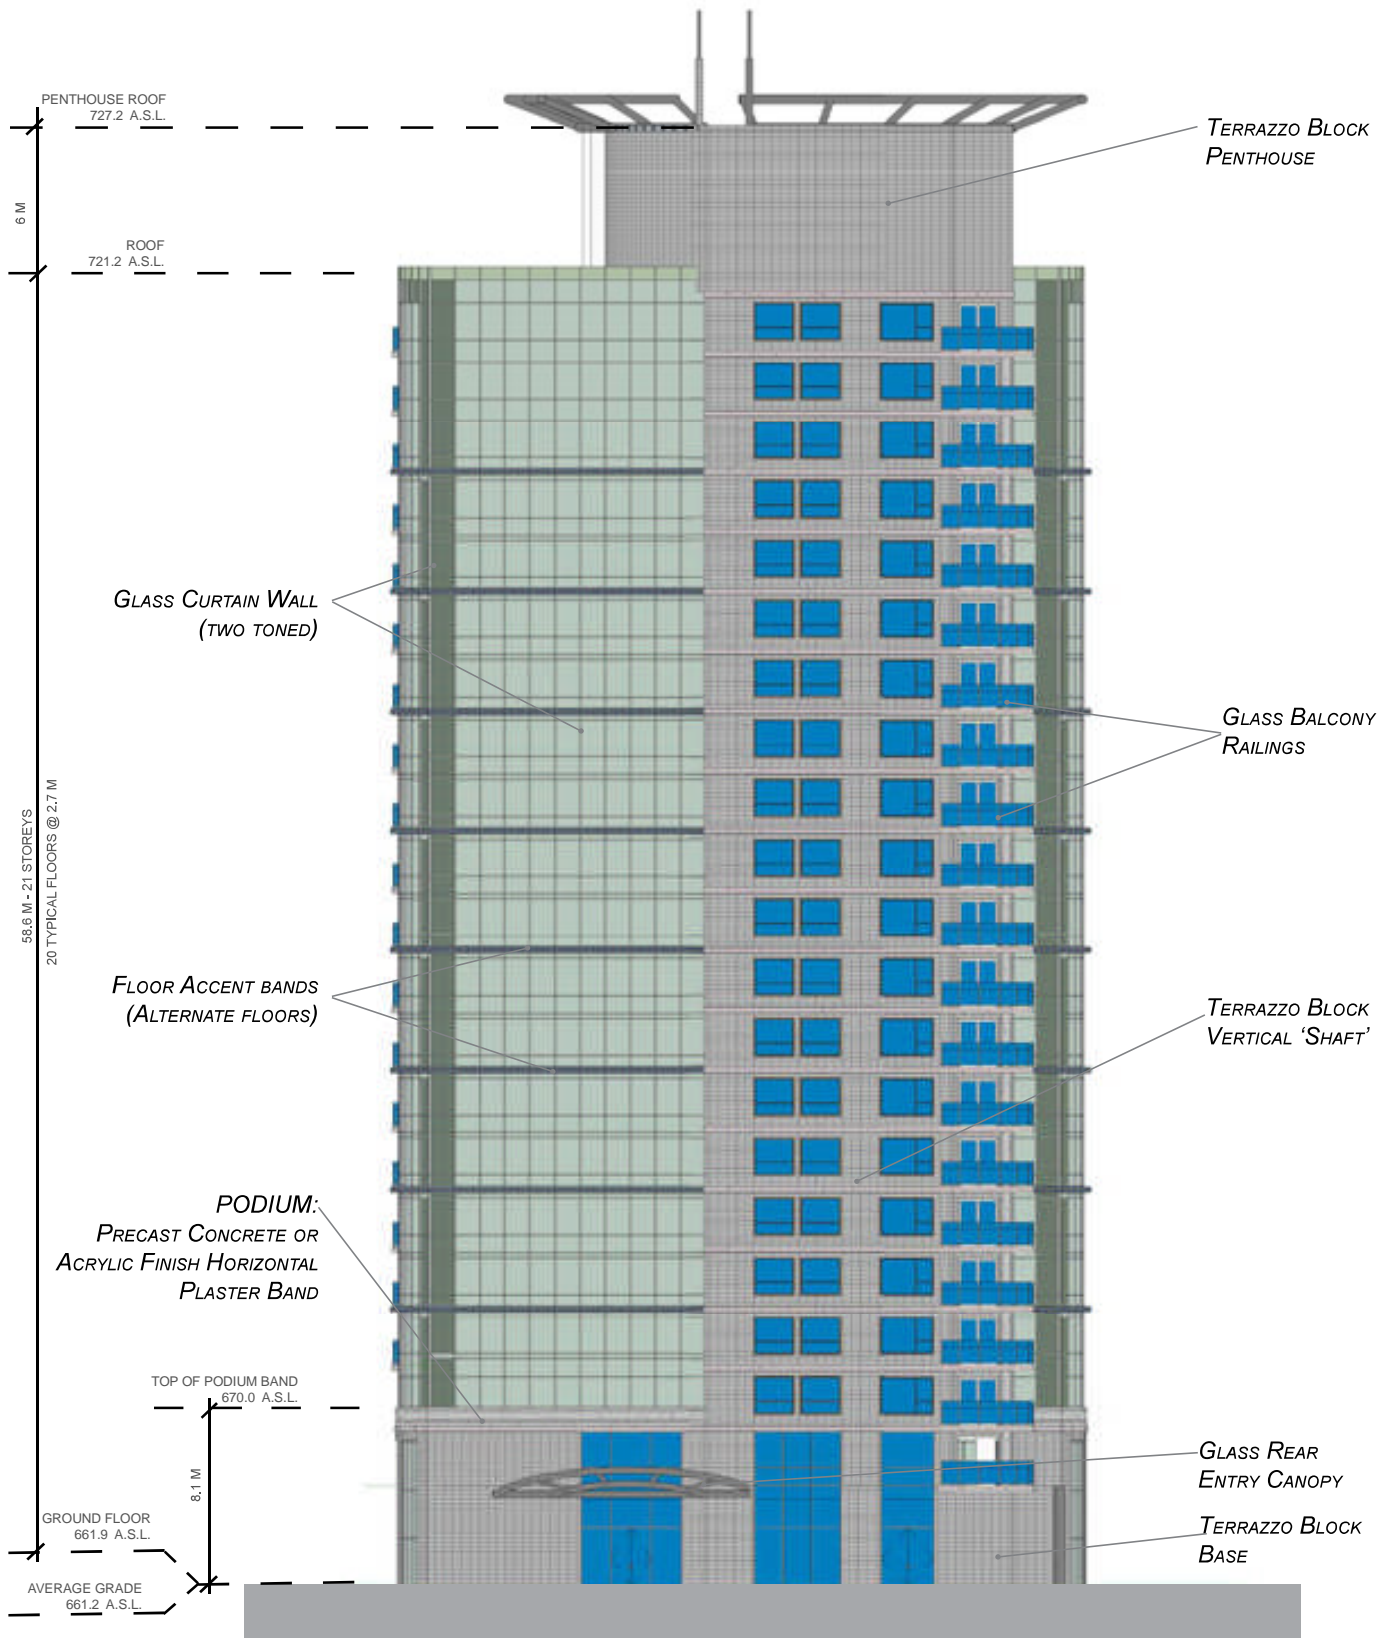 PENTHOUSE ROOF
727.2 A.S.L.
TERRAZZO BLOCK
PENTHOUSE
6 M
ROOF
721.2 A.S.L.
GLASS CURTAIN WALL
(TWO TONED)
GLASS BALCONY
RAILINGS
58.6 M - 21 STOREYS
20 TYPICAL FLOORS @ 2.7 M
FLOOR ACCENT BANDS
(ALTERNATE FLOORS)
TERRAZZO BLOCK
VERTICAL ‘SHAFT’
PODIUM:
PRECAST CONCRETE OR
ACRYLIC FINISH HORIZONTAL
PLASTER BAND
TOP OF PODIUM BAND
670.0 A.S.L.
8.1 M
GLASS REAR
ENTRY CANOPY
GROUND FLOOR
661.9 A.S.L.
TERRAZZO BLOCK
BASE
AVERAGE GRADE
661.2 A.S.L.